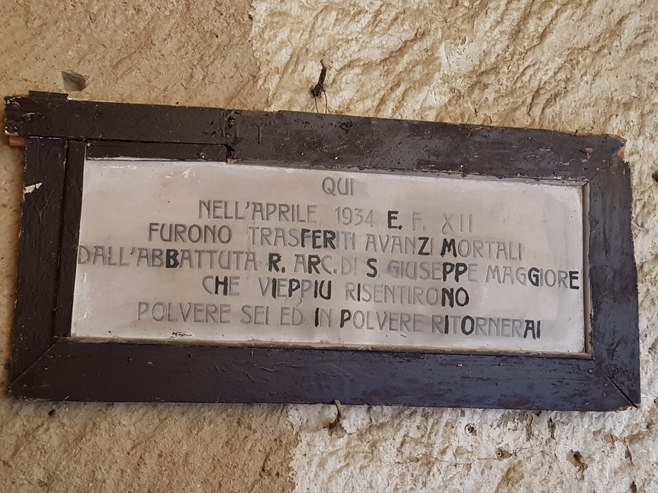 QUI
NELL'APRILE 1934 E. F. XII
FURONO TRASFERITI AVANZI MORTALI
DALL'ABBATTUTA R. ARC. DI S GIUSEPPE MAGGIORE
CHE VIEPPIU RISENTIRONO
POLVERE SEI ED IN POLVERE RITORNERAI